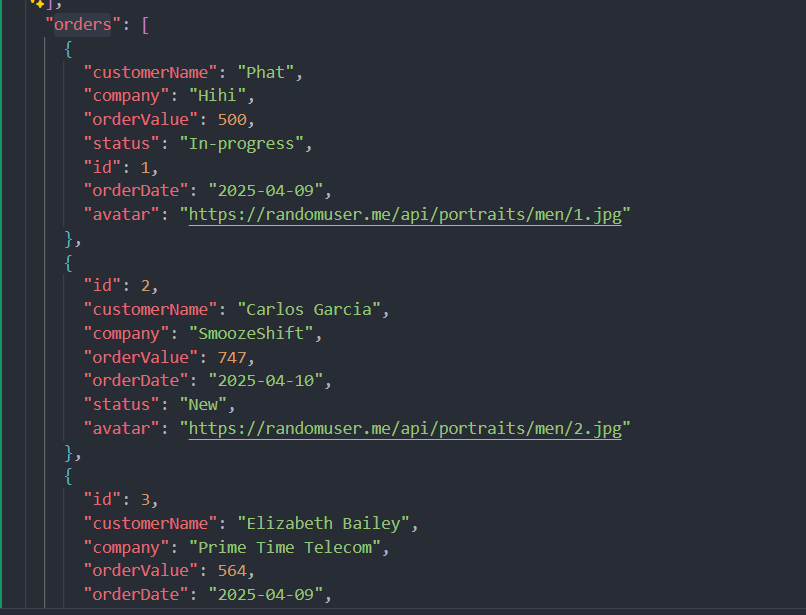 ],
"orders": [
{
"customerName": "Phat",
"company": "Hihi",
"orderValue": 500,
"status": "In-progress",
"id": 1,
"orderDate": "2025-04-09",
"avatar": "https://randomuser.me/api/portraits/men/1.jpg"
},
{
"id": 2,
"customerName": "Carlos Garcia",
"company": "SmoozeShift",
"orderValue": 747,
"orderDate": "2025-04-10",
"status": "New",
"avatar": "https://randomuser.me/api/portraits/men/2.jpg"
},
{
"id": 3,
"customerName": "Elizabeth Bailey",
"company": "Prime Time Telecom",
"orderValue": 564,
"orderDate": "2025-04-09",